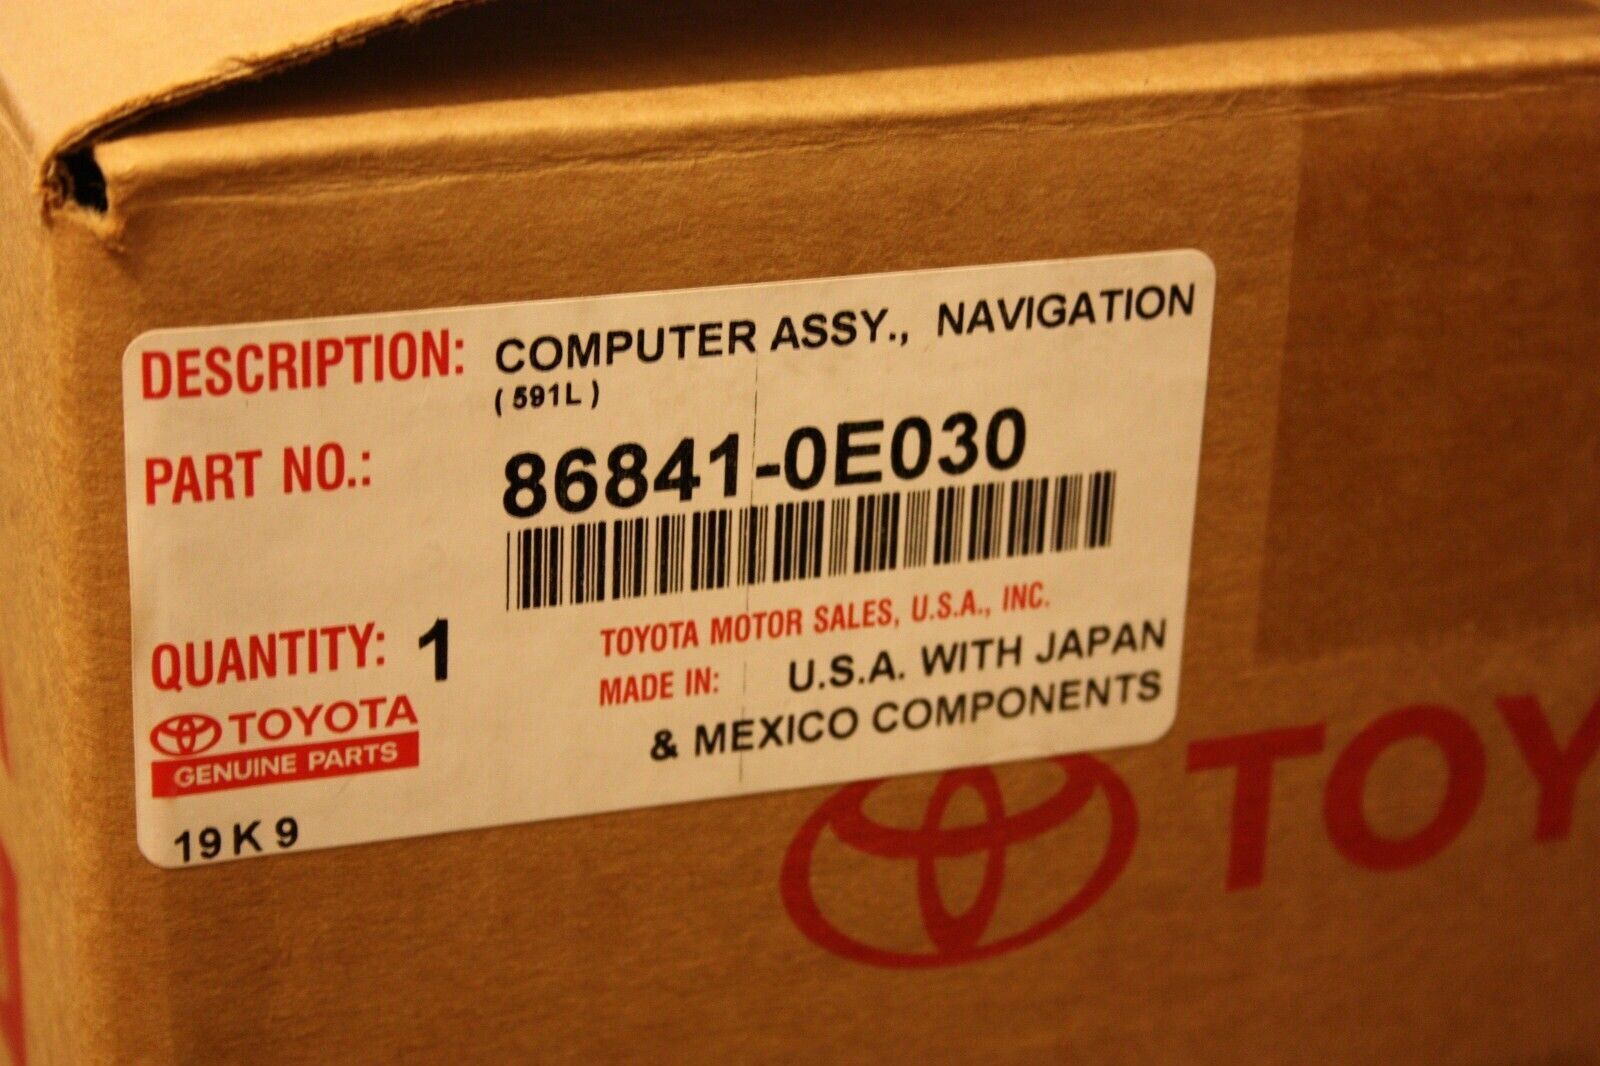 DESCRIPTION: COMPUTER ASSY., NAVIGATION
( 591L )
PART NO.: 86841-0E030
QUANTITY: 1
TOYOTA MOTOR SALES, U.S.A., INC.
MADE IN: U.S.A. WITH JAPAN
& MEXICO COMPONENTS
TOYOTA
GENUINE PARTS
19 K 9
TOY